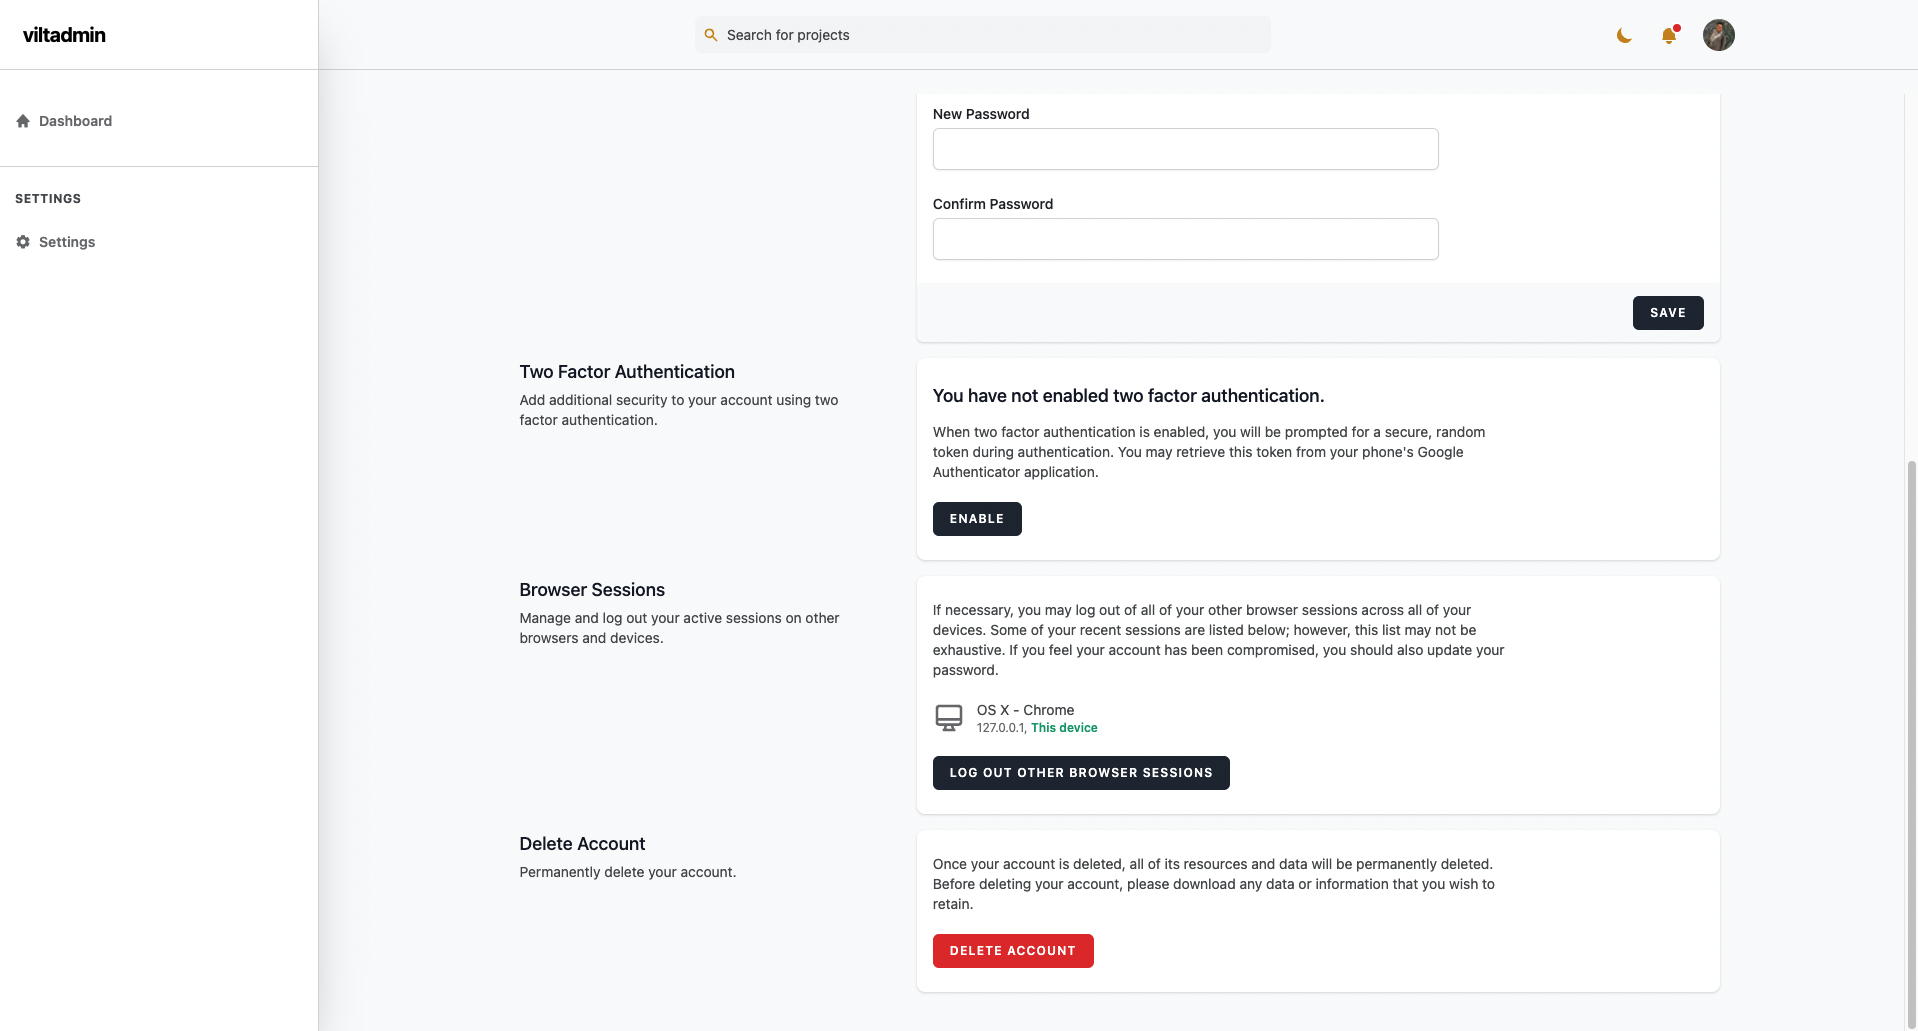 viltadmin
Search for projects
Dashboard
SETTINGS
Settings
New Password
Confirm Password
SAVE
Two Factor Authentication
Add additional security to your account using two
factor authentication.
You have not enabled two factor authentication.
When two factor authentication is enabled, you will be prompted for a secure, random
token during authentication. You may retrieve this token from your phone's Google
Authenticator application.
ENABLE
Browser Sessions
Manage and log out your active sessions on other
browsers and devices.
If necessary, you may log out of all of your other browser sessions across all of your
devices. Some of your recent sessions are listed below; however, this list may not be
exhaustive. If you feel your account has been compromised, you should also update your
password.
OS X - Chrome
127.0.0.1, This device
LOG OUT OTHER BROWSER SESSIONS
Delete Account
Permanently delete your account.
Once your account is deleted, all of its resources and data will be permanently deleted.
Before deleting your account, please download any data or information that you wish to
retain.
DELETE ACCOUNT